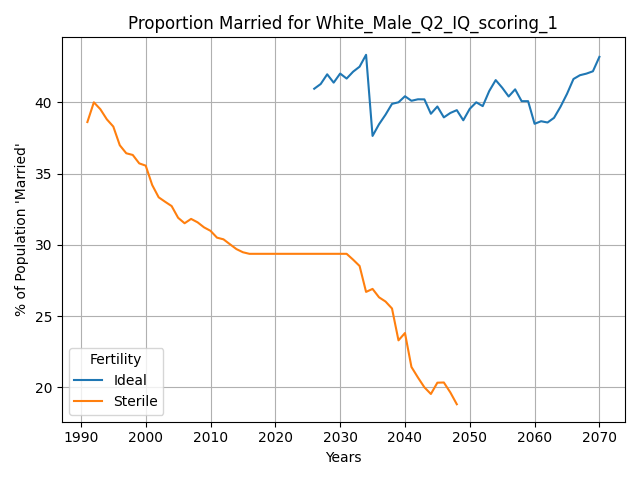 Proportion Married for White_Male_Q2_IQ_scoring_1
% of Population 'Married'
40
35
30
25
20
Fertility
Ideal
Sterile
1990 2000 2010 2020 2030 2040 2050 2060 2070
Years